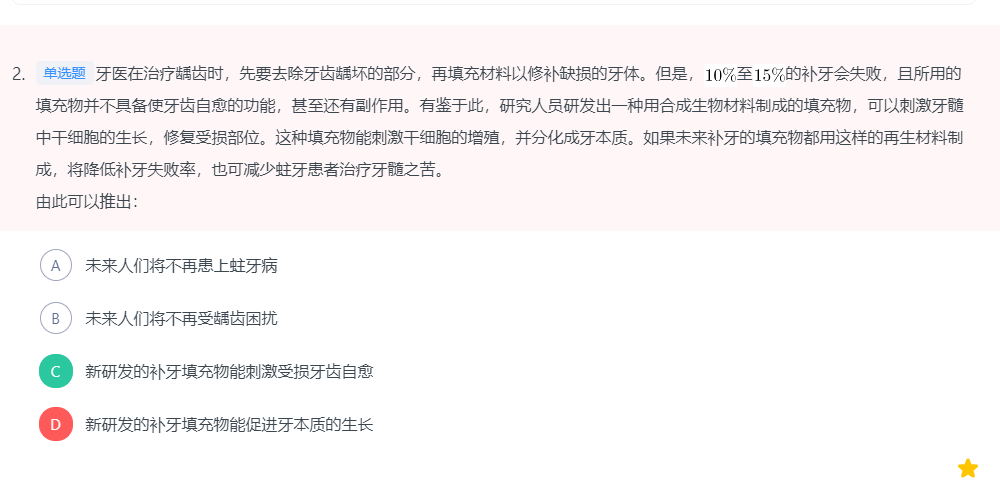 2. 单选题 牙医在治疗龋齿时，先要去除牙齿龋坏的部分，再填充材料以修补缺损的牙体。但是，10%至15%的补牙会失败，且所用的
填充物并不具备使牙齿自愈的功能，甚至还有副作用。有鉴于此，研究人员研发出一种用合成生物材料制成的填充物，可以刺激牙髓
中干细胞的生长，修复受损部位。这种填充物能刺激干细胞的增殖，并分化成牙本质。如果未来补牙的填充物都用这样的再生材料制
成，将降低补牙失败率，也可减少蛀牙患者治疗牙髓之苦。
由此可以推出：
A 未来人们将不再患上蛀牙病
B 未来人们将不再受龋齿困扰
C 新研发的补牙填充物能刺激受损牙齿自愈
D 新研发的补牙填充物能促进牙本质的生长